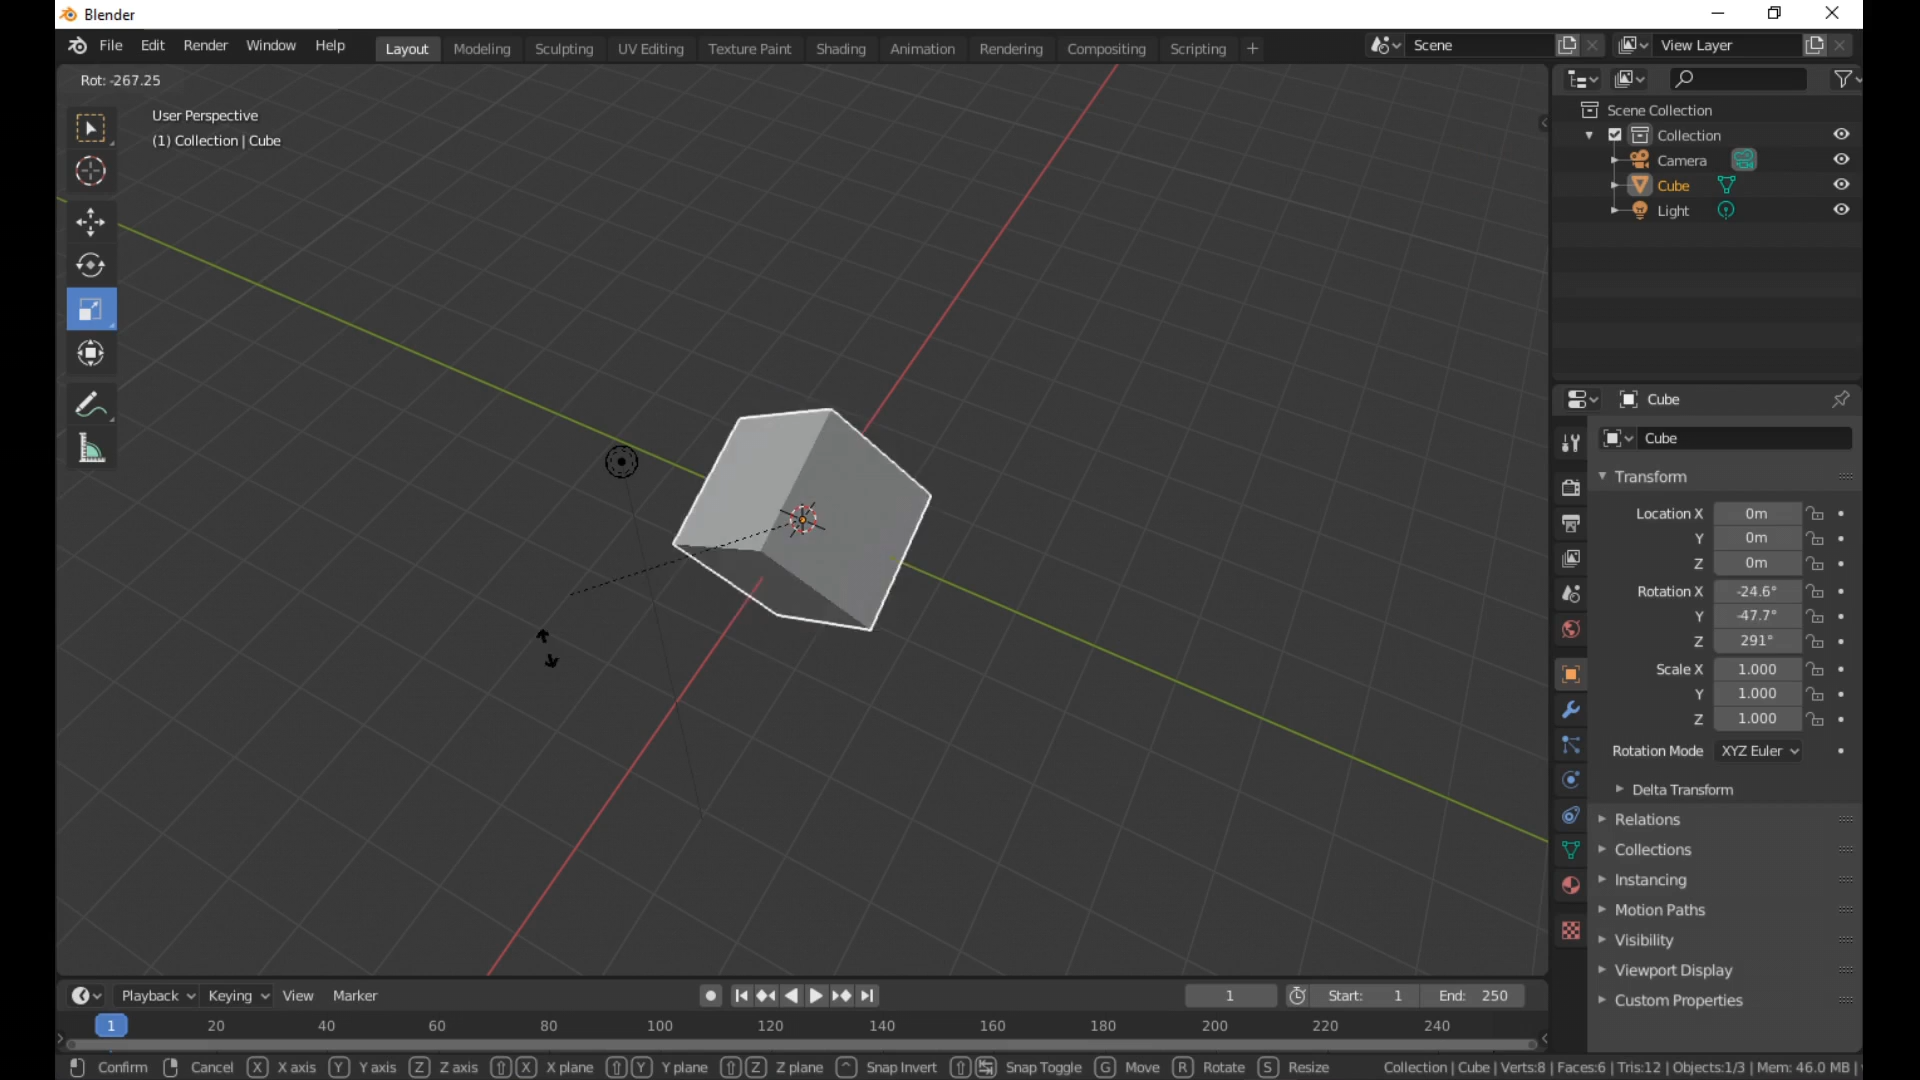 Blender
File Edit Render Window Help
Layout Modeling Sculpting UV Editing Texture Paint Shading Animation Rendering Compositing Scripting +
Scene
View Layer
Rot: -267.25
User Perspective
(1) Collection | Cube
Scene Collection
Collection
Camera
Cube
Light
Cube
Cube
Transform
Location X 0m
Y 0m
Z 0m
Rotation X -24.6°
Y -47.7°
Z 291°
Scale X 1.000
Y 1.000
Z 1.000
Rotation Mode XYZ Euler
Delta Transform
Relations
Collections
Instancing
Motion Paths
Visibility
Viewport Display
Custom Properties
Playback Keying View Marker
1 Start: 1 End: 250
1 20 40 60 80 100 120 140 160 180 200 220 240
Confirm Cancel X X axis Y Y axis Z Z axis X X plane Y Y plane Z Z plane Snap Invert Snap Toggle G Move R Rotate S Resize
Collection | Cube | Verts:8 | Faces:6 | Tris:12 | Objects:1/3 | Mem: 46.0 MB |